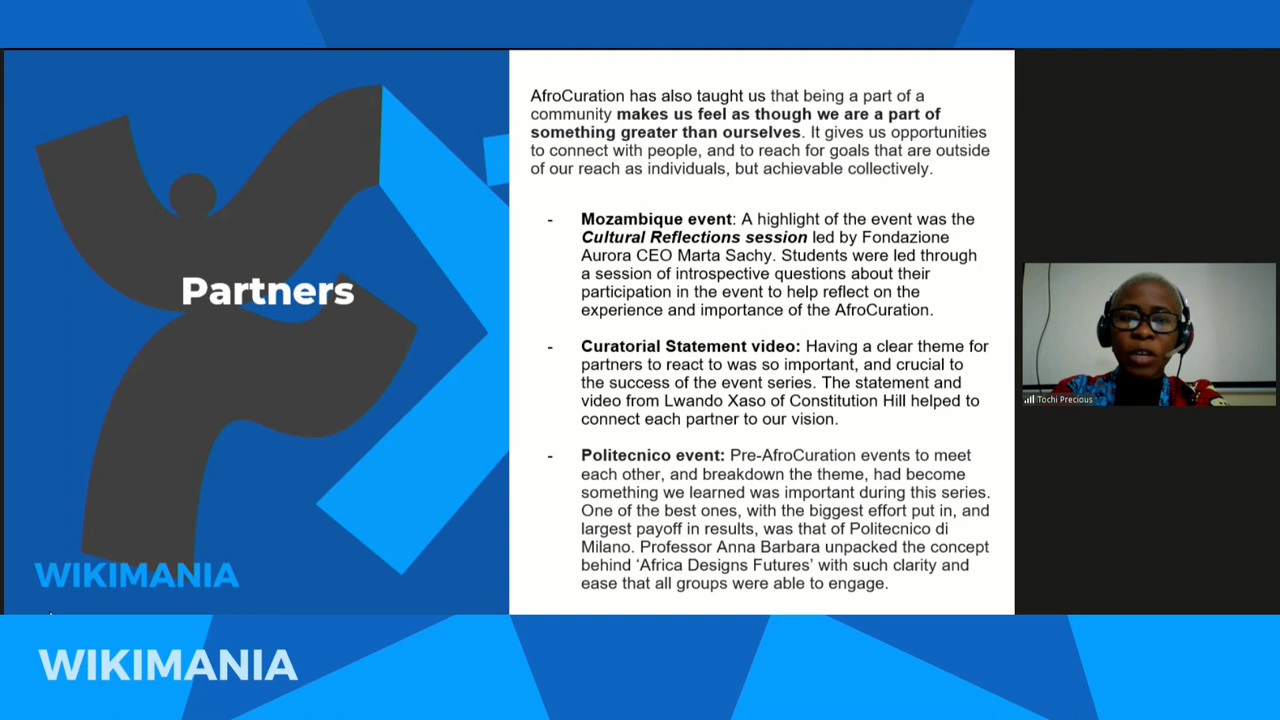 Partners
WIKIMANIA
AfroCuration has also taught us that being a part of a
community makes us feel as though we are a part of
something greater than ourselves. It gives us opportunities
to connect with people, and to reach for goals that are outside
of our reach as individuals, but achievable collectively.
- Mozambique event: A highlight of the event was the
Cultural Reflections session led by Fondazione
Aurora CEO Marta Sachy. Students were led through
a session of introspective questions about their
participation in the event to help reflect on the
experience and importance of the AfroCuration.
- Curatorial Statement video: Having a clear theme for
partners to react to was so important, and crucial to
the success of the event series. The statement and
video from Lwando Xaso of Constitution Hill helped to
connect each partner to our vision.
- Politecnico event: Pre-AfroCuration events to meet
each other, and breakdown the theme, had become
something we learned was important during this series.
One of the best ones, with the biggest effort put in, and
largest payoff in results, was that of Politecnico di
Milano. Professor Anna Barbara unpacked the concept
behind ‘Africa Designs Futures’ with such clarity and
ease that all groups were able to engage.
Tochi Precious
WIKIMANIA